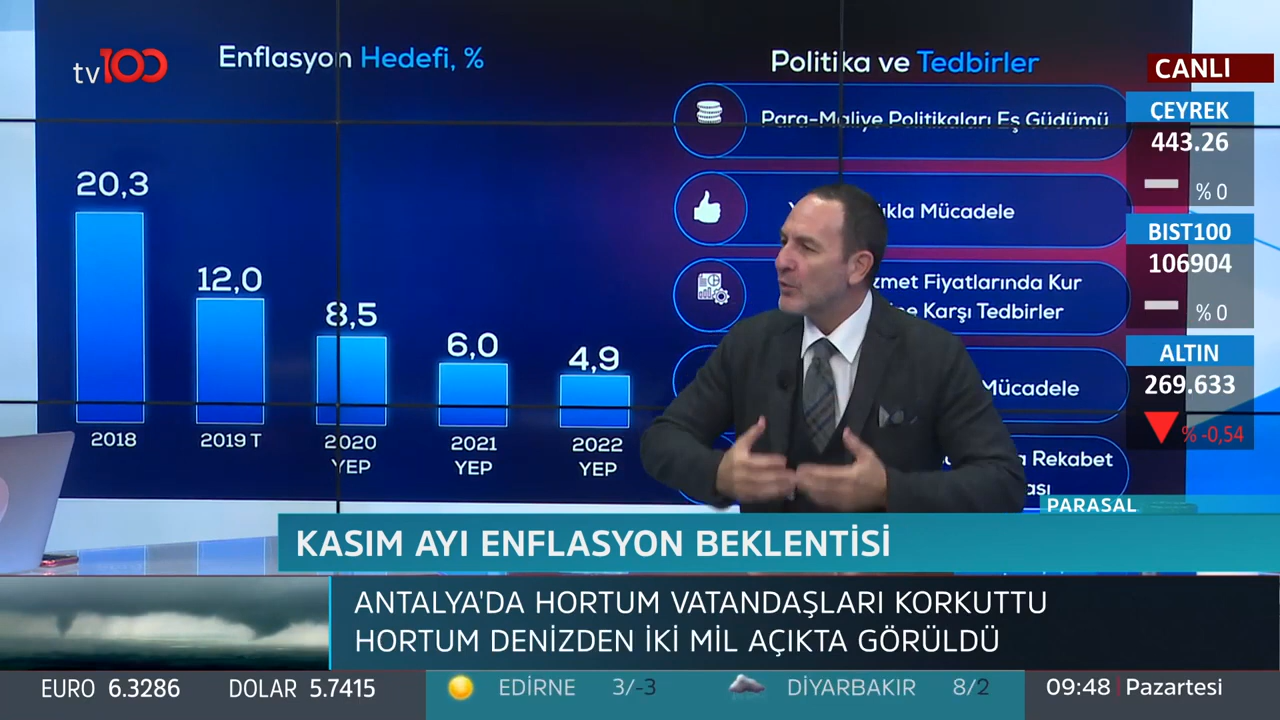 tv100
Enflasyon Hedefi, %
20,3
12,0
8,5
6,0
4,9
2018
2019 T
2020
YEP
2021
YEP
2022
YEP
Politika ve Tedbirler
Para-Maliye Politikaları Eş Güdümü
Mücadele
Fiyatlarında Kur
Karşı Tedbirler
Mücadele
Rekabet
CANLI
ÇEYREK
443.26
% 0
BIST100
106904
% 0
ALTIN
269.633
% -0,54
PARASAL
KASIM AYI ENFLASYON BEKLENTİSİ
ANTALYA'DA HORTUM VATANDAŞLARI KORKUTTU
HORTUM DENİZDEN İKİ MİL AÇIKTA GÖRÜLDÜ
EURO 6.3286 DOLAR 5.7415 EDİRNE 3/-3 DİYARBAKIR 8/2 09:48 Pazartesi